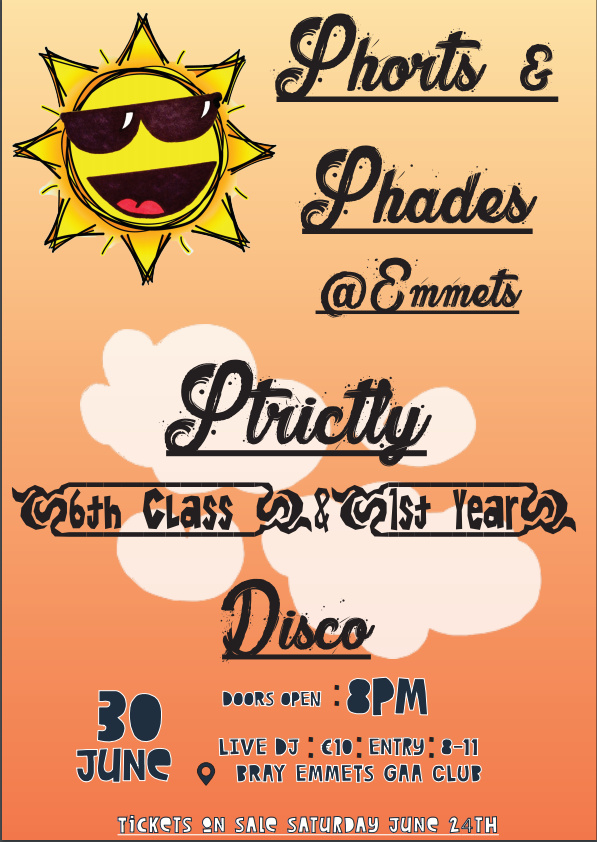 Shorts &
Shades
@Emmets
Strictly
6th Class & 1st Years
Disco
30
June
DOORS OPEN : 8PM
LIVE DJ : €10 : ENTRY : 8-11
BRAY EMMETS GAA CLUB
TICKETS ON SALE SATURDAY JUNE 24TH